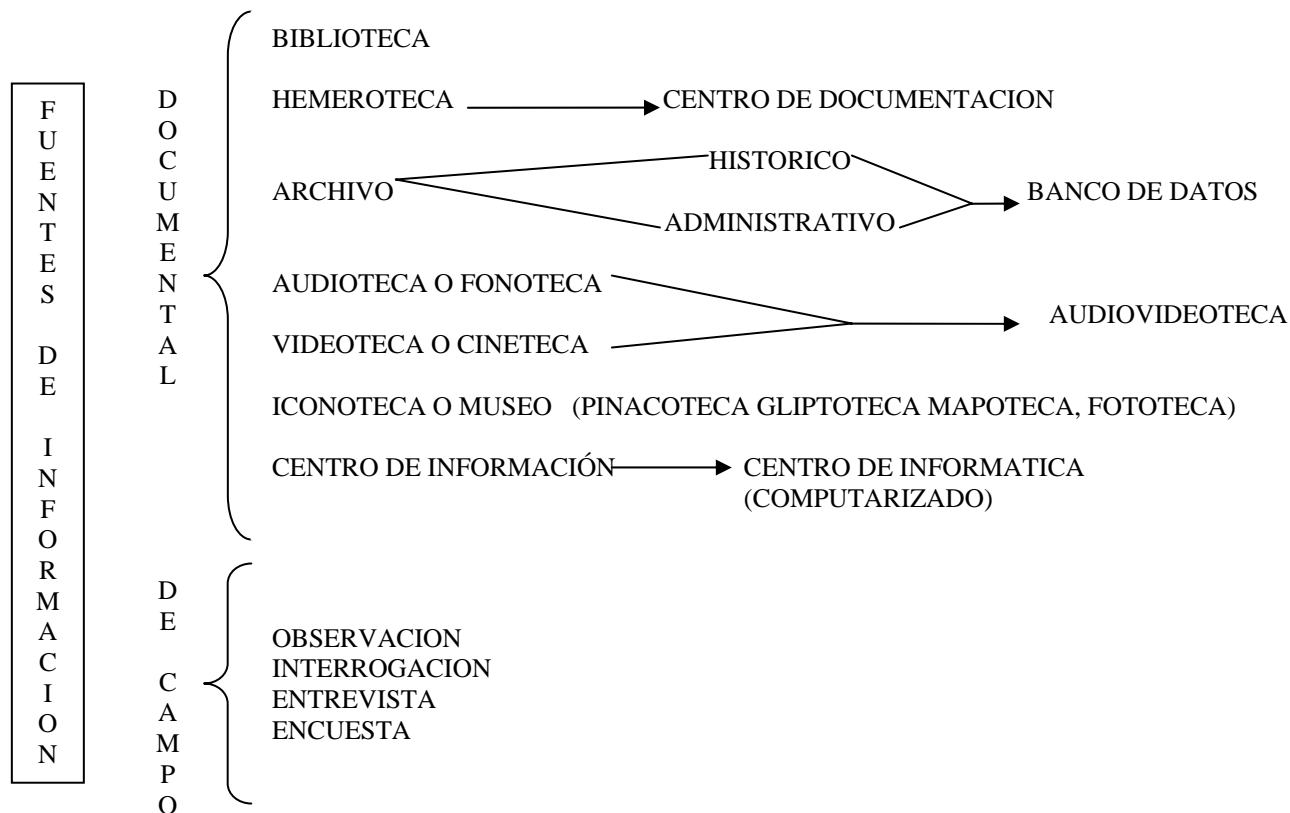 FUENTES DE INFORMACION
DOCUMENTAL
BIBLIOTECA
HEMEROTECA CENTRO DE DOCUMENTACION
HISTORICO
ARCHIVO BANCO DE DATOS
ADMINISTRATIVO
AUDIOTECA O FONOTECA
AUDIOVIDEOTECA
VIDEOTECA O CINETECA
ICONOTECA O MUSEO (PINACOTECA GLIPTOTECA MAPOTECA, FOTOTECA)
CENTRO DE INFORMACIÓN CENTRO DE INFORMATICA
(COMPUTARIZADO)
DE CAMPO
OBSERVACION
INTERROGACION
ENTREVISTA
ENCUESTA